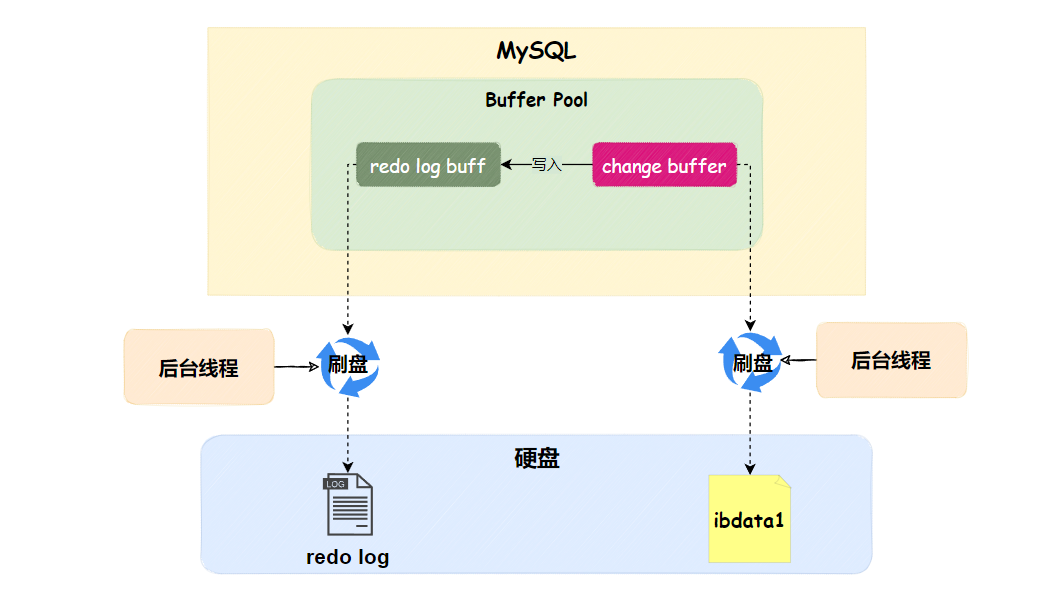 MySQL
Buffer Pool
redo log buff
写入
change buffer
后台线程
刷盘
刷盘
后台线程
硬盘
LOG
redo log
ibdata1